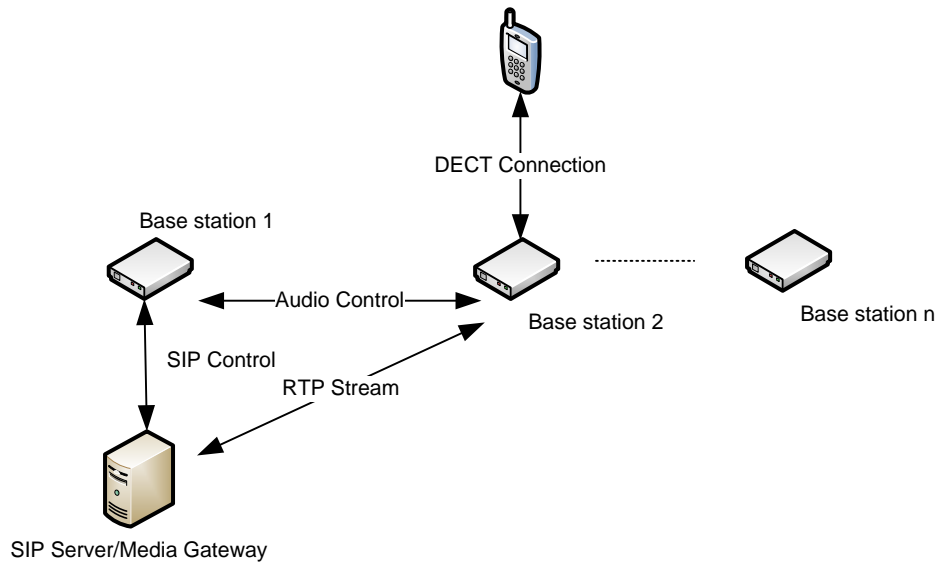 DECT Connection
Base station 1
Audio Control
Base station 2
Base station n
SIP Control
RTP Stream
SIP Server/Media Gateway